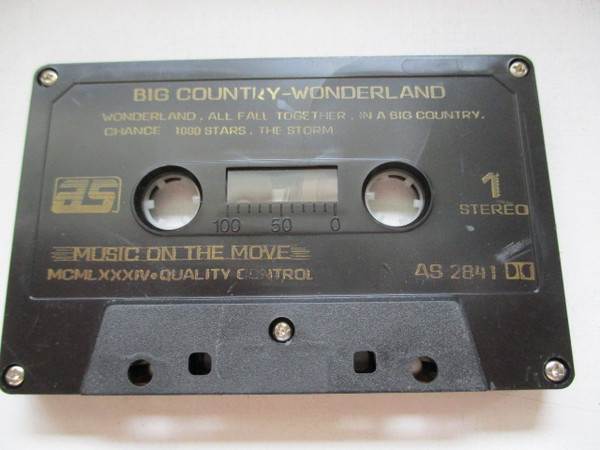 BIG COUNTRY-WONDERLAND
WONDERLAND . ALL FALL TOGETHER . IN A BIG COUNTRY.
CHANCE 1000 STARS . THE STORM
as
1
STEREO
100 50 0
MUSIC ON THE MOVE
MCMLXXXIV• QUALITY CONTROL
AS 2841